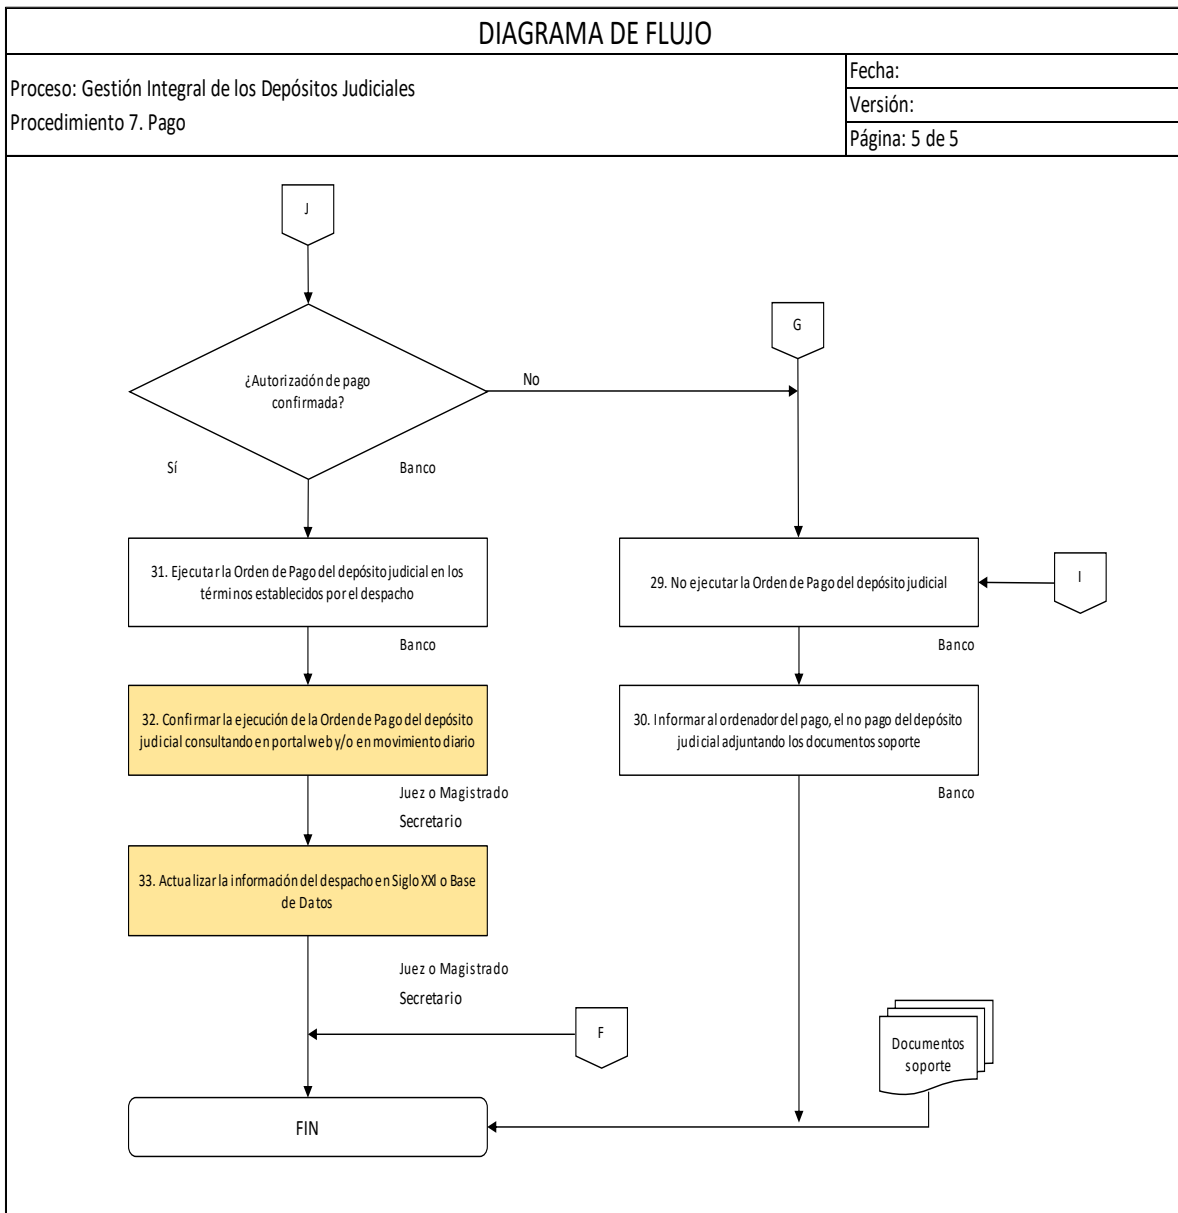 DIAGRAMA DE FLUJO
Proceso: Gestión Integral de los Depósitos Judiciales
Procedimiento 7. Pago
Fecha:
Versión:
Página: 5 de 5
J
G
¿Autorización de pago
confirmada?
No
Sí
Banco
31. Ejecutar la Orden de Pago del depósito judicial en los
términos establecidos por el despacho
Banco
29. No ejecutar la Orden de Pago del depósito judicial
I
Banco
32. Confirmar la ejecución de la Orden de Pago del depósito
judicial consultando en portal web y/o en movimiento diario
Juez o Magistrado
Secretario
30. Informar al ordenador del pago, el no pago del depósito
judicial adjuntando los documentos soporte
Banco
33. Actualizar la información del despacho en Siglo XXI o Base
de Datos
Juez o Magistrado
Secretario
F
Documentos
soporte
FIN